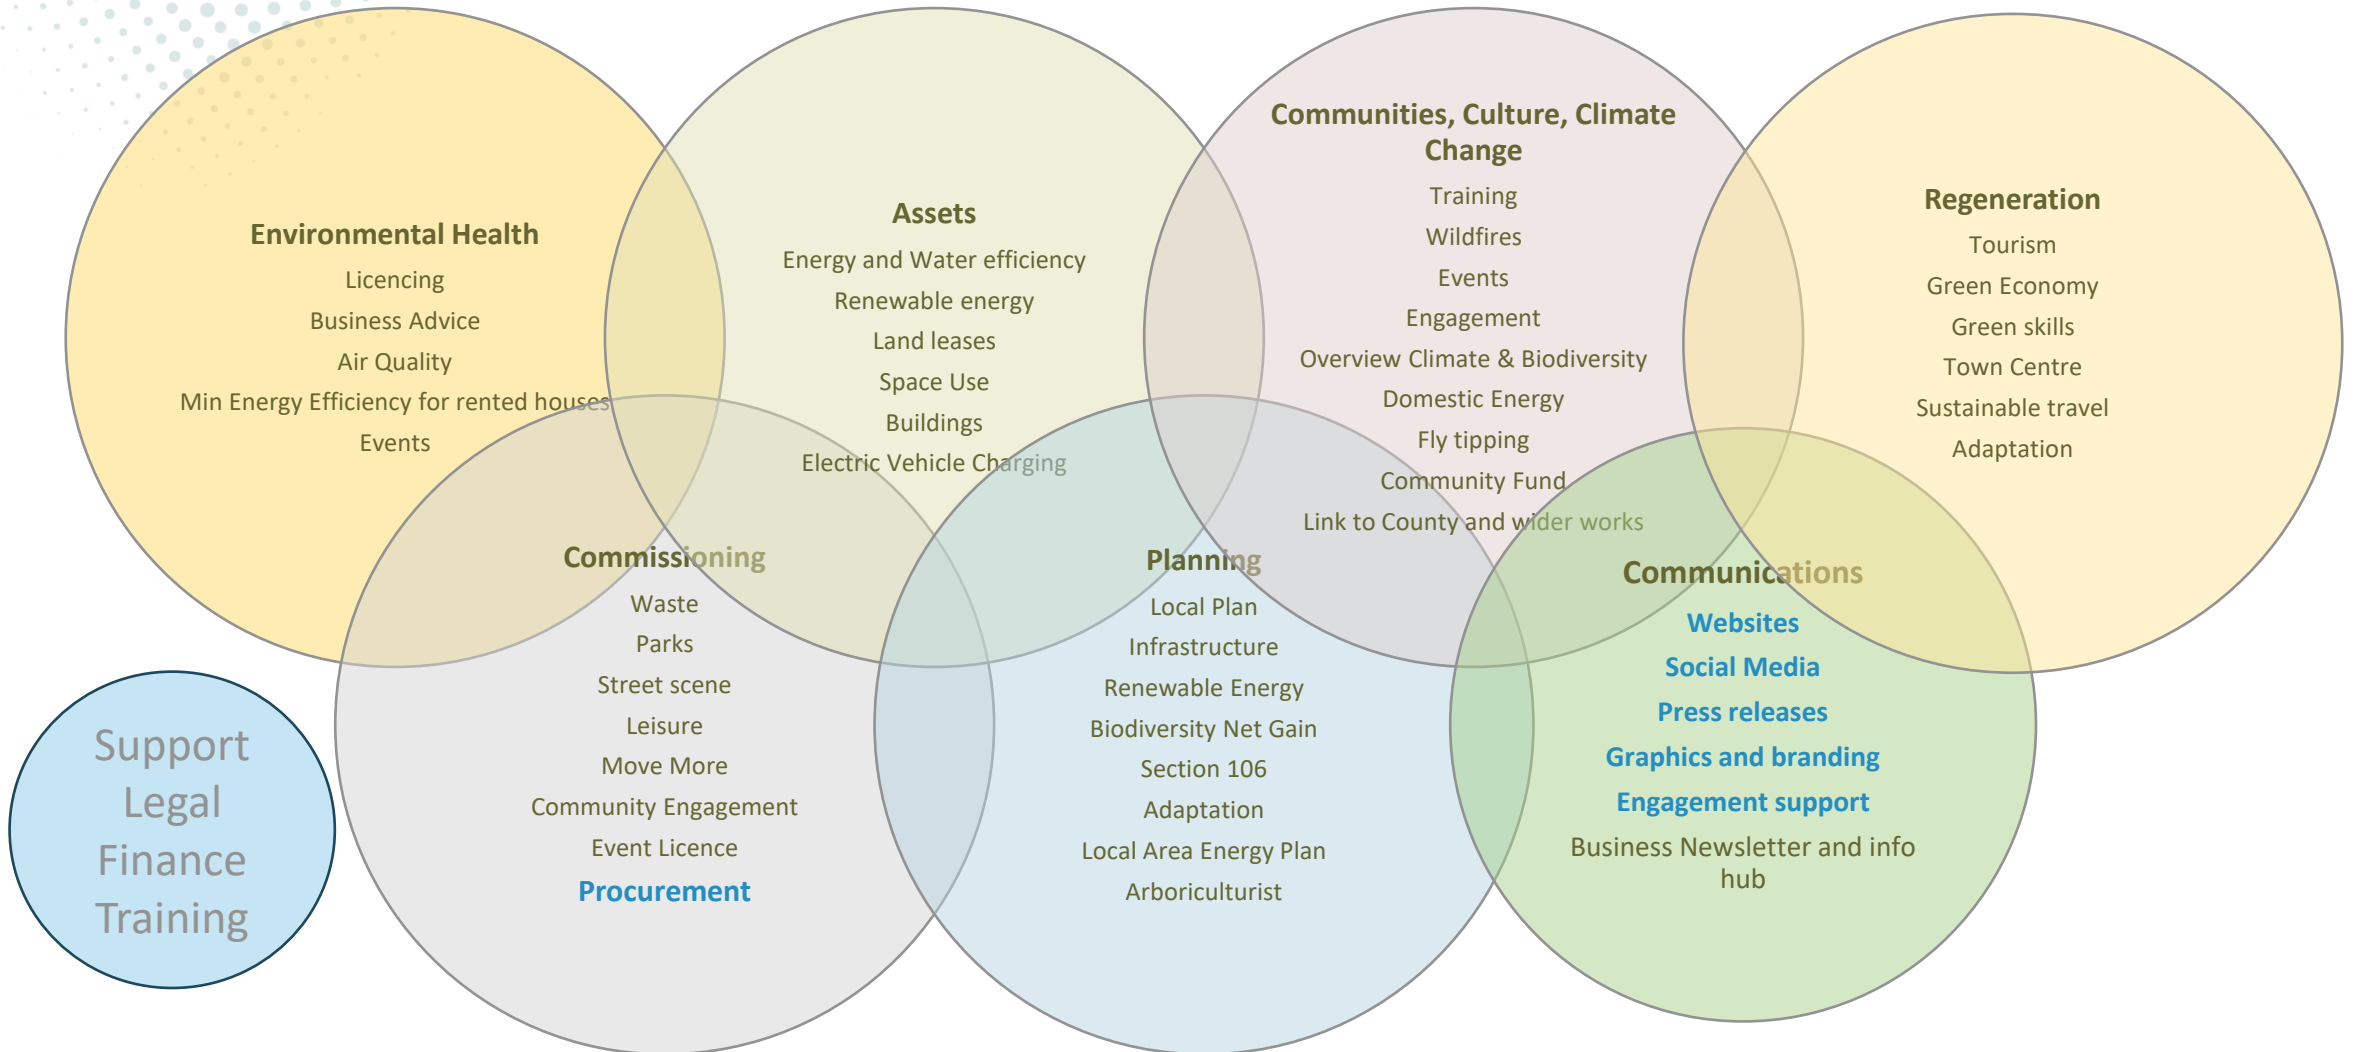 Environmental Health
Licencing
Business Advice
Air Quality
Min Energy Efficiency for rented houses
Events
Assets
Energy and Water efficiency
Renewable energy
Land leases
Space Use
Buildings
Electric Vehicle Charging
Communities, Culture, Climate
Change
Training
Wildfires
Events
Engagement
Overview Climate & Biodiversity
Domestic Energy
Fly tipping
Community Fund
Link to County and wider works
Regeneration
Tourism
Green Economy
Green skills
Town Centre
Sustainable travel
Adaptation
Support
Legal
Finance
Training
Commissioning
Waste
Parks
Street scene
Leisure
Move More
Community Engagement
Event Licence
Procurement
Planning
Local Plan
Infrastructure
Renewable Energy
Biodiversity Net Gain
Section 106
Adaptation
Local Area Energy Plan
Arboriculturist
Communications
Websites
Social Media
Press releases
Graphics and branding
Engagement support
Business Newsletter and info
hub